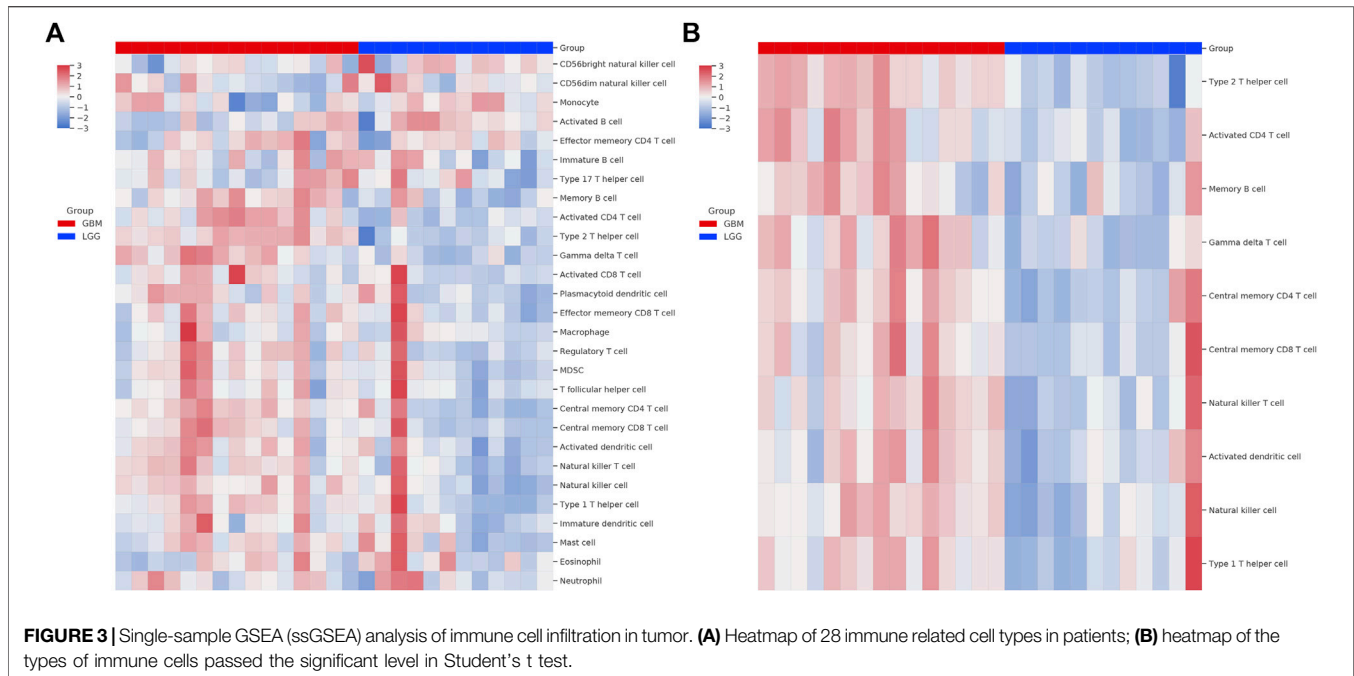 A
Group
3
2
1
0
−1
−2
−3
Group
GBM
LGG
CD56bright natural killer cell
CD56dim natural killer cell
Monocyte
Activated B cell
Effector memeory CD4 T cell
Immature B cell
Type 17 T helper cell
Memory B cell
Activated CD4 T cell
Type 2 T helper cell
Gamma delta T cell
Activated CD8 T cell
Plasmacytoid dendritic cell
Effector memeory CD8 T cell
Macrophage
Regulatory T cell
MDSC
T follicular helper cell
Central memory CD4 T cell
Central memory CD8 T cell
Activated dendritic cell
Natural killer T cell
Natural killer cell
Type 1 T helper cell
Immature dendritic cell
Mast cell
Eosinophil
Neutrophil
B
Group
3
2
1
0
−1
−2
−3
Group
GBM
LGG
Type 2 T helper cell
Activated CD4 T cell
Memory B cell
Gamma delta T cell
Central memory CD4 T cell
Central memory CD8 T cell
Natural killer T cell
Activated dendritic cell
Natural killer cell
Type 1 T helper cell
FIGURE 3 | Single-sample GSEA (ssGSEA) analysis of immune cell infiltration in tumor. (A) Heatmap of 28 immune related cell types in patients; (B) heatmap of the
types of immune cells passed the significant level in Student's t test.